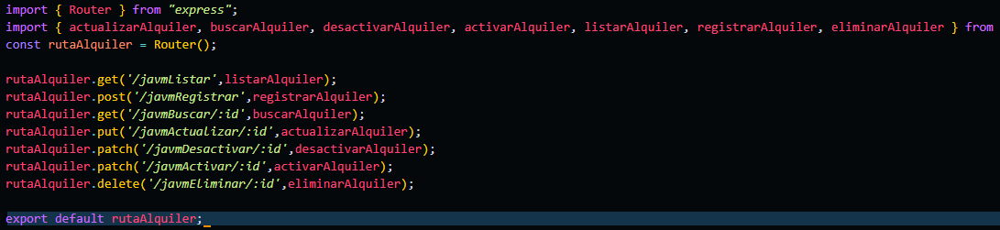 import { Router } from "express";
import { actualizarAlquiler, buscarAlquiler, desactivarAlquiler, activarAlquiler, listarAlquiler, registrarAlquiler, eliminarAlquiler } from
const rutaAlquiler = Router();
rutaAlquiler.get('/javmListar',listarAlquiler);
rutaAlquiler.post('/javmRegistrar',registrarAlquiler);
rutaAlquiler.get('/javmBuscar/:id',buscarAlquiler);
rutaAlquiler.put('/javmActualizar/:id',actualizarAlquiler);
rutaAlquiler.patch('/javmDesactivar/:id',desactivarAlquiler);
rutaAlquiler.patch('/javmActivar/:id',activarAlquiler);
rutaAlquiler.delete('/javmEliminar/:id',eliminarAlquiler);
export default rutaAlquiler;